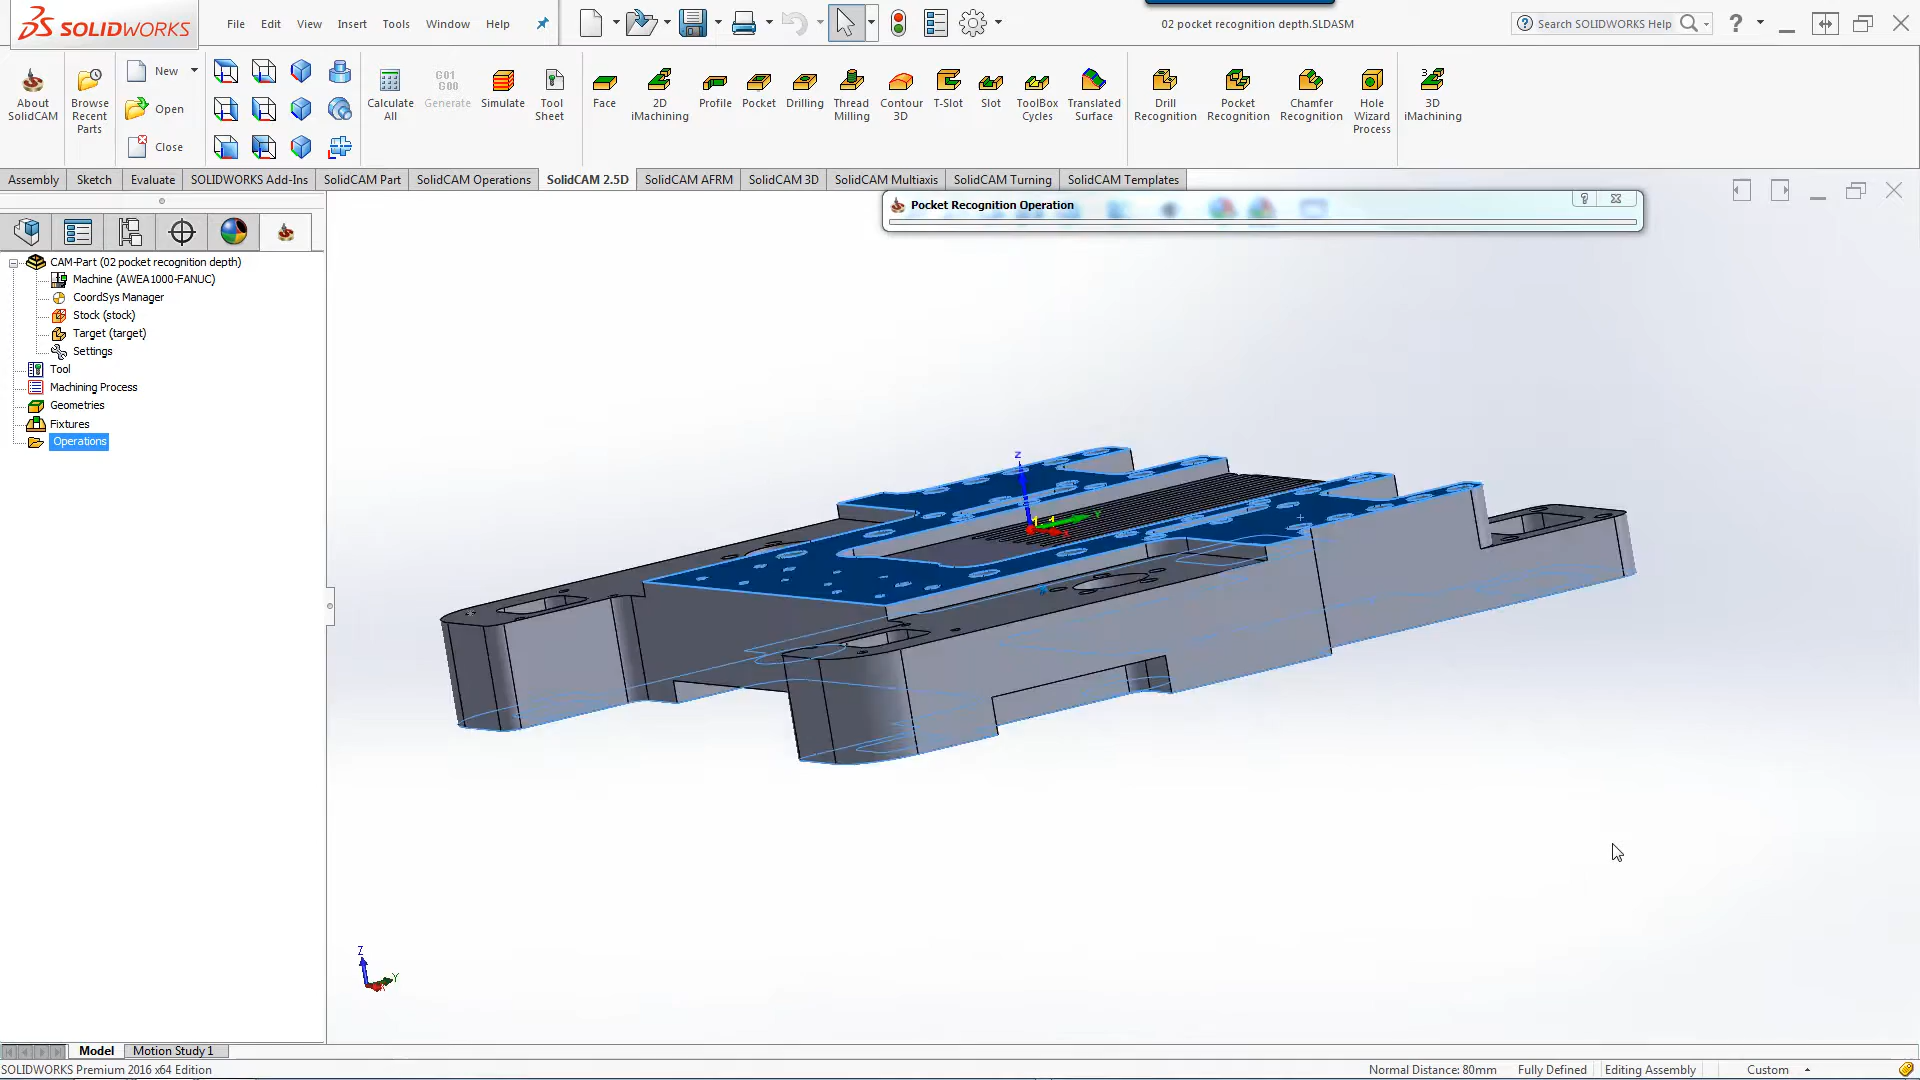 SOLIDWORKS
File Edit View Insert Tools Window Help
02 pocket recognition depth.SLDASM
Search SOLIDWORKS Help
About SolidCAM
Browse Recent Parts
New
Open
Close
Calculate All
G01 G00
Generate
Simulate
Tool Sheet
Face
2D iMachining
Profile
Pocket
Drilling
Thread Milling
Contour 3D
T-Slot
Slot
ToolBox Cycles
Translated Surface
Drill Recognition
Pocket Recognition
Chamfer Recognition
Hole Wizard Process
3
3D iMachining
Assembly Sketch Evaluate SOLIDWORKS Add-Ins SolidCAM Part SolidCAM Operations SolidCAM 2.5D SolidCAM AFRM SolidCAM 3D SolidCAM Multiaxis SolidCAM Turning SolidCAM Templates
Pocket Recognition Operation
CAM-Part (02 pocket recognition depth)
Machine (AWEA1000-FANUC)
CoordSys Manager
Stock (stock)
Target (target)
Settings
Tool
Machining Process
Geometries
Fixtures
Operations
Z
Z
Y
Model Motion Study 1
SOLIDWORKS Premium 2016 x64 Edition
Normal Distance: 80mm Fully Defined Editing Assembly Custom